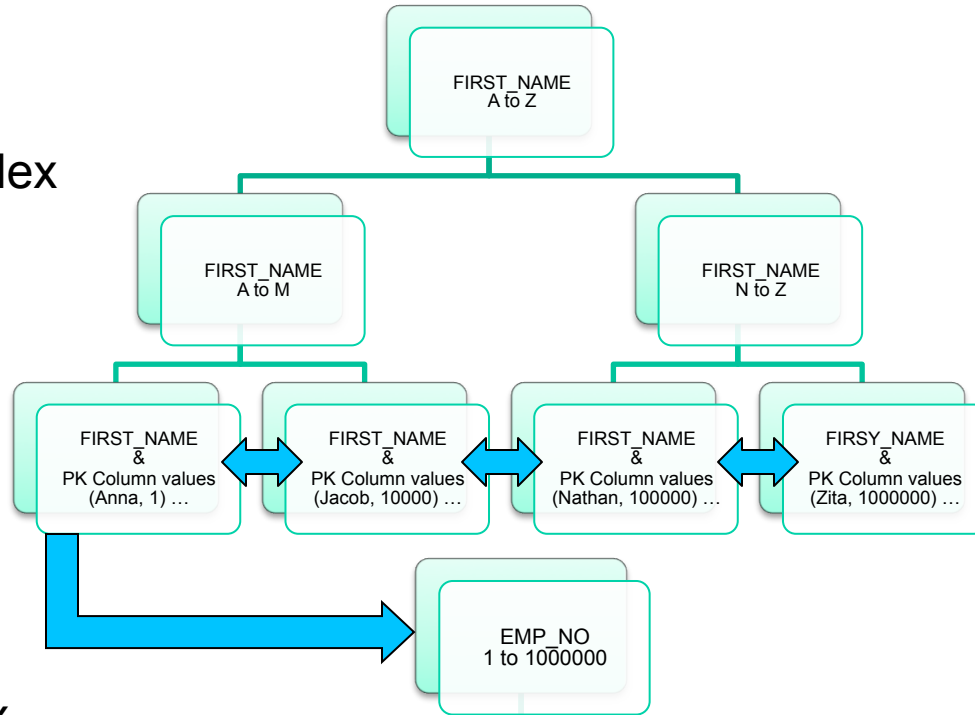 FIRST_NAME
A to Z
FIRST_NAME
A to M
FIRST_NAME
N to Z
FIRST_NAME
&
PK Column values
(Anna, 1) …
FIRST_NAME
&
PK Column values
(Jacob, 10000) …
FIRST_NAME
&
PK Column values
(Nathan, 100000) …
FIRSY_NAME
&
PK Column values
(Zita, 1000000) …
EMP_NO
1 to 1000000